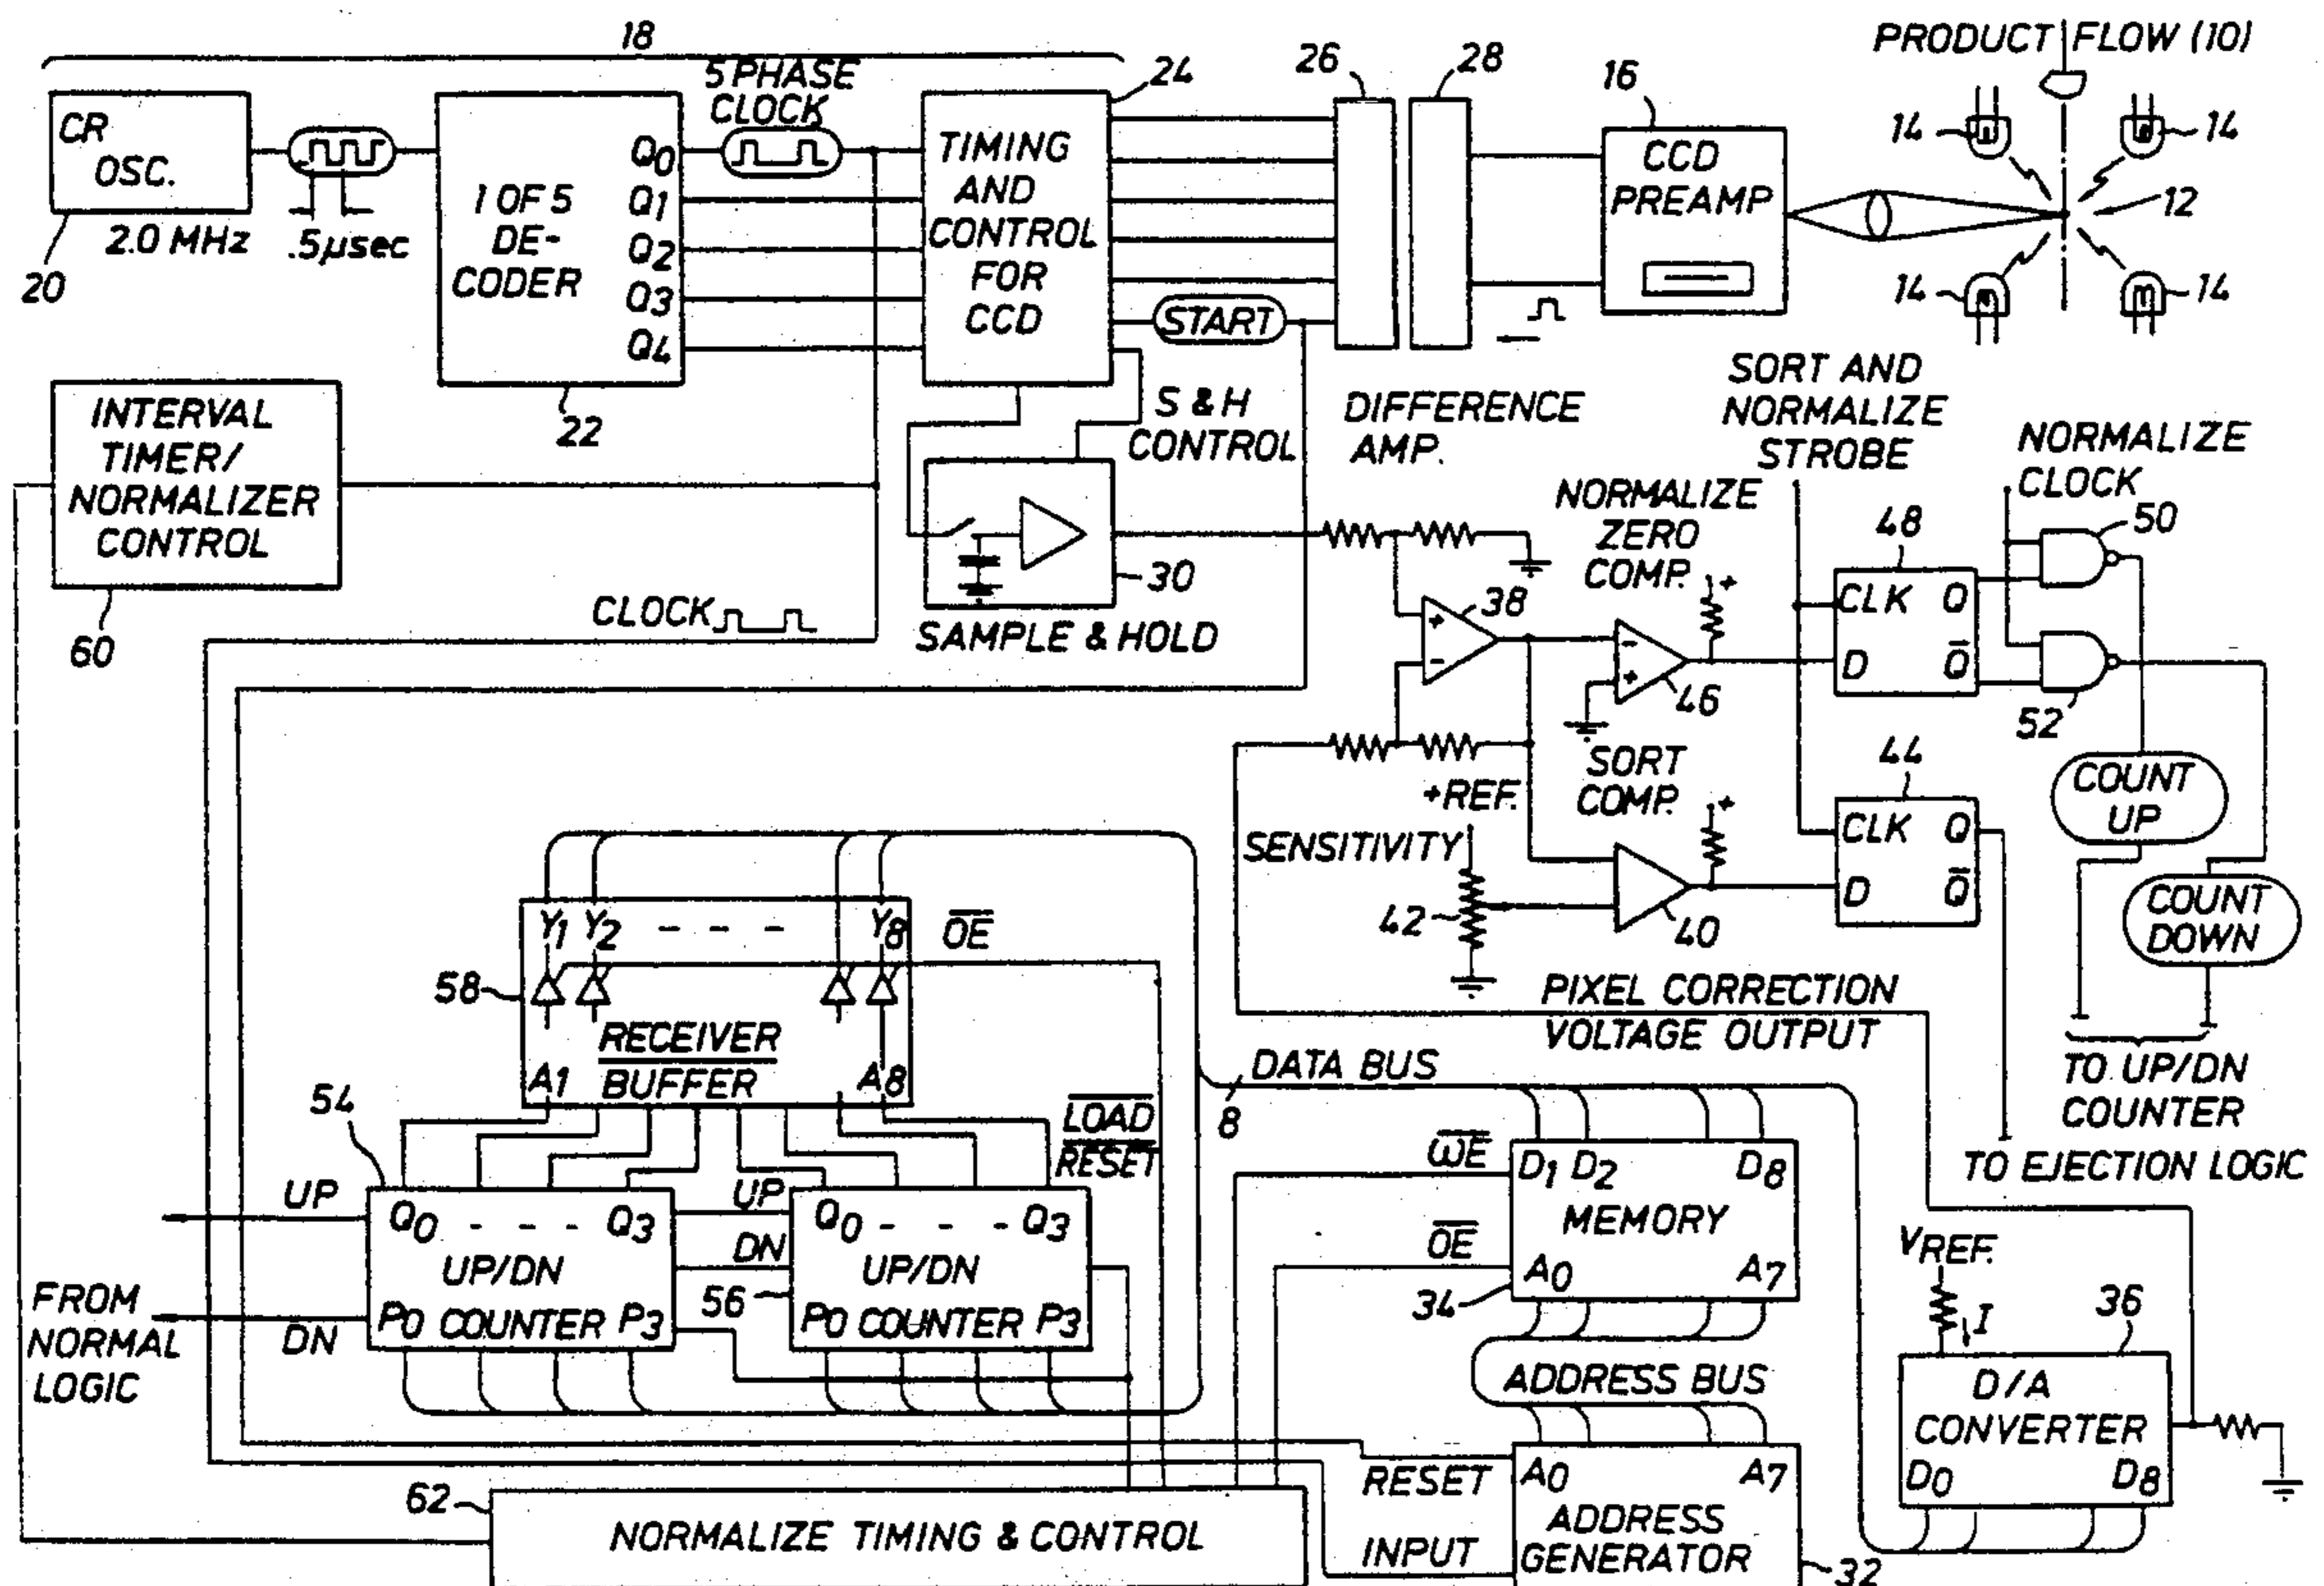 18
PRODUCT FLOW (10)
CR
OSC.
2.0 MHz
.5µsec
20
1 OF 5
DE-
CODER
Q0
Q1
Q2
Q3
Q4
22
5 PHASE
CLOCK
TIMING
AND
CONTROL
FOR
CCD
24
START
26
28
16
CCD
PREAMP
14
14
12
14
14
INTERVAL
TIMER/
NORMALIZER
CONTROL
60
S & H
CONTROL
DIFFERENCE
AMP.
SORT AND
NORMALIZE
STROBE
NORMALIZE
CLOCK
CLOCK
30
SAMPLE & HOLD
NORMALIZE
ZERO
COMP.
+
38
+
-
-
+
46
48
CLK Q
D Q̅
50
52
+REF.
SENSITIVITY
42
SORT
COMP.
+
40
44
CLK Q
D Q̅
COUNT
UP
COUNT
DOWN
TO UP/DN
COUNTER
TO EJECTION LOGIC
PIXEL CORRECTION
VOLTAGE OUTPUT
Y1 Y2 - - - Y8
O̅E̅
58
RECEIVER
BUFFER
A1 A8
L̅O̅A̅D̅
R̅E̅S̅E̅T̅
8
DATA BUS
54
UP
Q0 - - - Q3
UP/DN
P0 COUNTER P3
FROM
NORMAL
LOGIC
DN
UP
DN
56
Q0 - - - Q3
UP/DN
P0 COUNTER P3
W̅E̅
O̅E̅
D1 D2 D8
MEMORY
A0 A7
34
ADDRESS BUS
VREF.
I
36
D/A
CONVERTER
D0 D8
62
NORMALIZE TIMING & CONTROL
RESET
INPUT
A0 A7
ADDRESS
GENERATOR
32